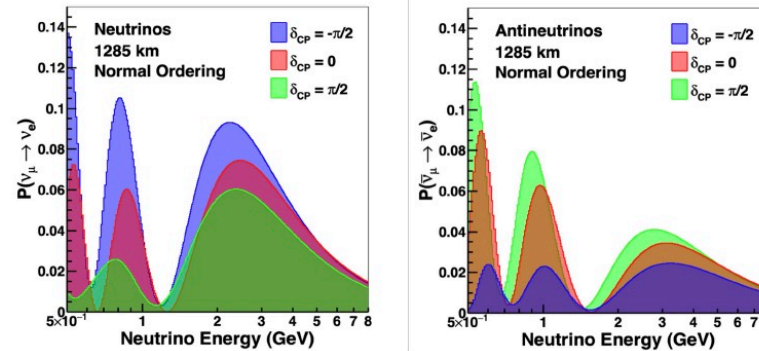 Neutrinos
1285 km
Normal Ordering
δCP = -π/2
δCP = 0
δCP = π/2
P(νμ → νe)
0.14
0.12
0.1
0.08
0.06
0.04
0.02
0
5×10⁻¹ 1 2 3 4 5 6 7 8
Neutrino Energy (GeV)
Antineutrinos
1285 km
Normal Ordering
δCP = -π/2
δCP = 0
δCP = π/2
P(ν̄μ → ν̄e)
0.14
0.12
0.1
0.08
0.06
0.04
0.02
0
5×10⁻¹ 1 2 3 4 5 6 7
Neutrino Energy (GeV)